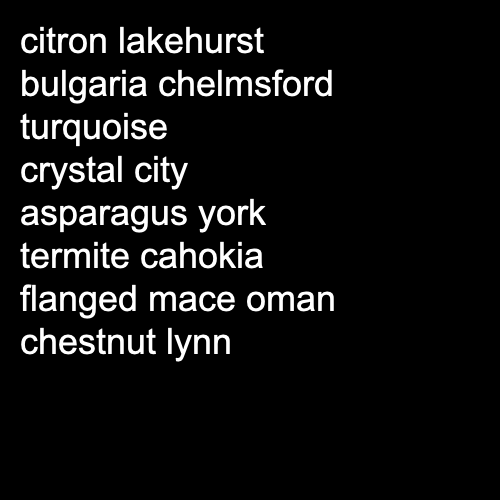 citron lakehurst
bulgaria chelmsford
turquoise
crystal city
asparagus york
termite cahokia
flanged mace oman
chestnut lynn